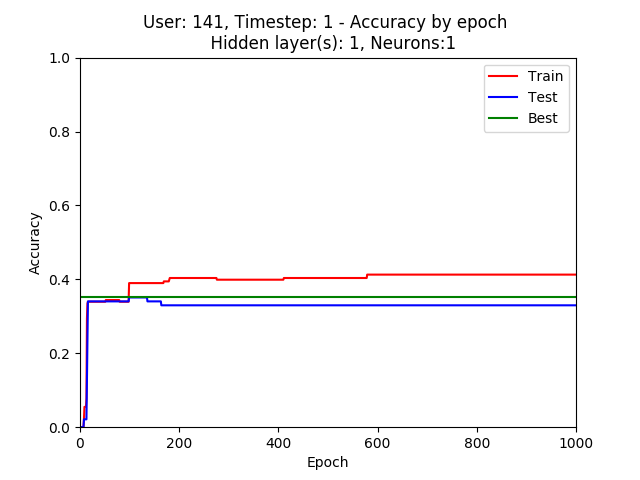 User: 141, Timestep: 1 - Accuracy by epoch
Hidden layer(s): 1, Neurons:1
1.0
0.8
0.6
0.4
0.2
0.0
Accuracy
Train
Test
Best
0 200 400 600 800 1000
Epoch